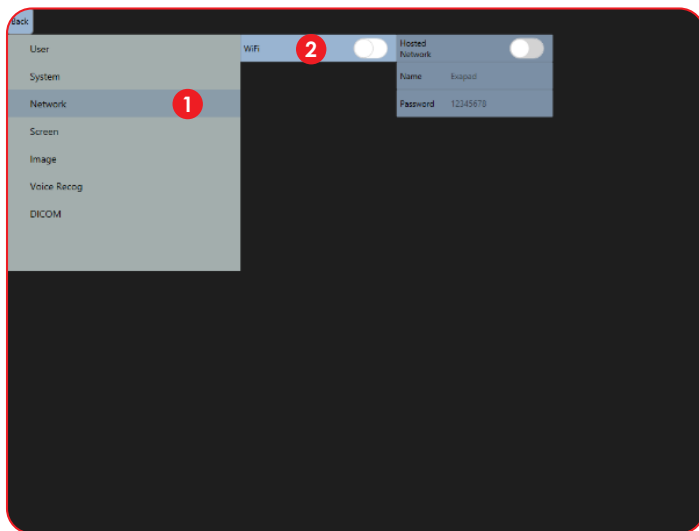 Back
User
System
Network
Screen
Image
Voice Recog
DICOM
1
WiFi
2
Hosted
Network
Name Exapad
Password 12345678